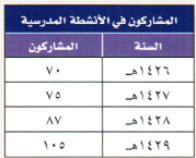 المشاركون في الأنشطة المدرسية
السنة المشاركون
١٤٢٦هـ ٧٠
١٤٢٧هـ ٧٥
١٤٢٨هـ ٨٧
١٤٢٩هـ ١٠٥